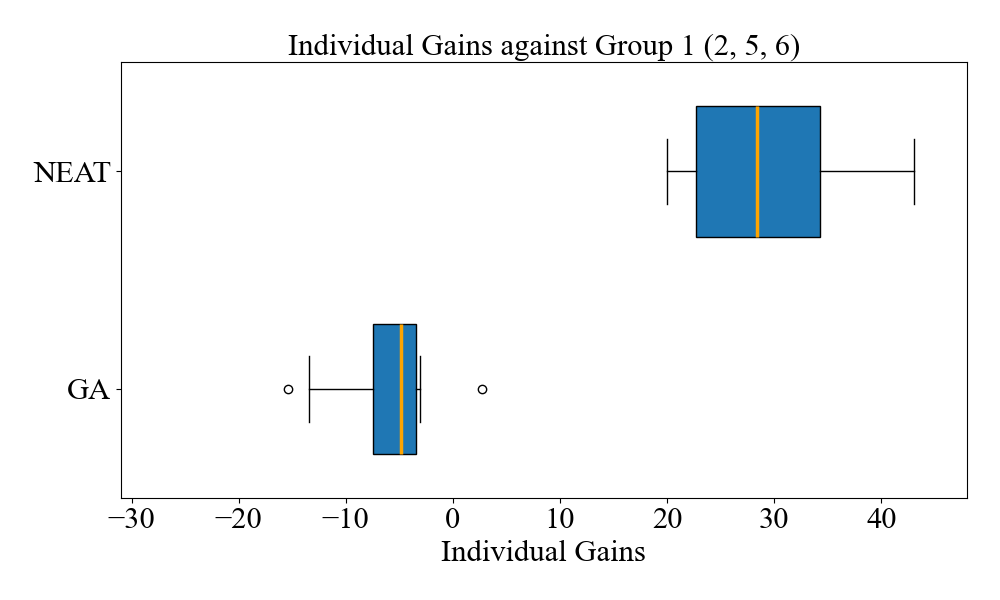 Individual Gains against Group 1 (2, 5, 6)
NEAT
GA
−30 −20 −10 0 10 20 30 40
Individual Gains